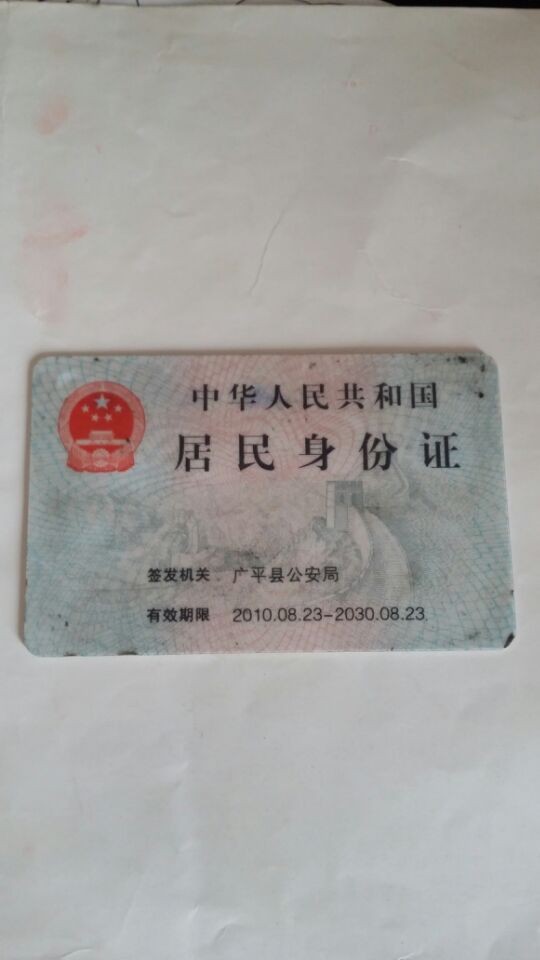 中华人民共和国
居民身份证
签发机关 广平县公安局
有效期限 2010.08.23-2030.08.23